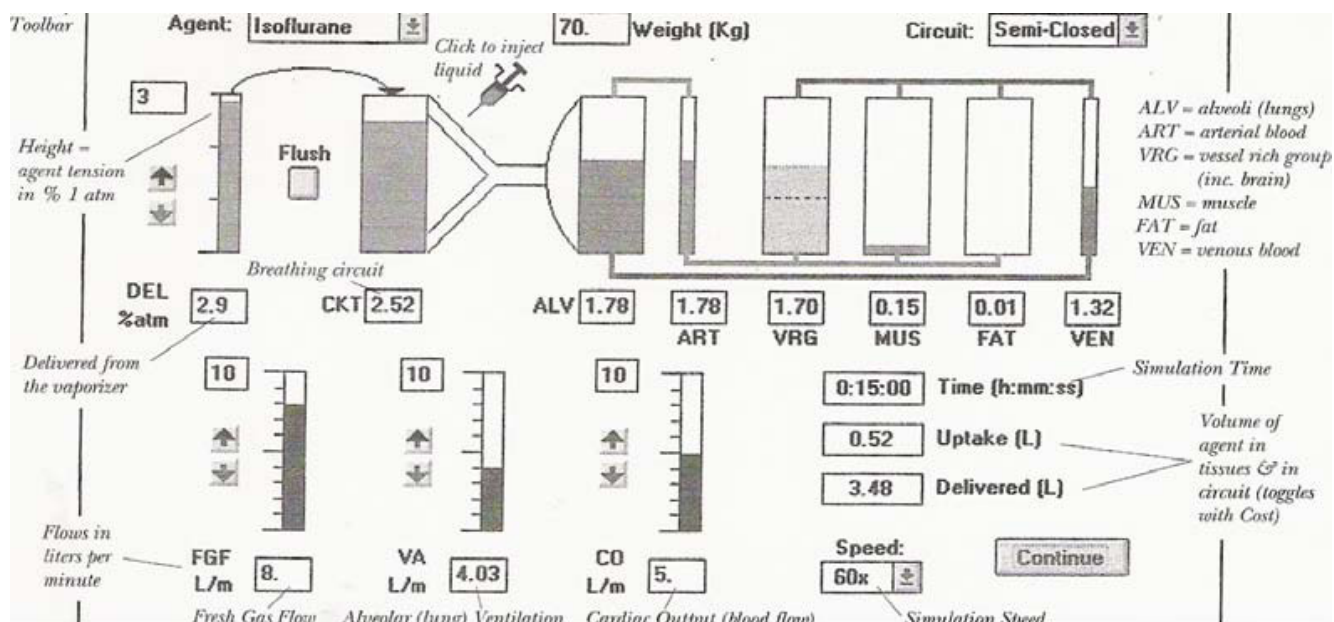 Toolbar
Agent: Isoflurane
70. Weight (Kg)
Circuit: Semi-Closed
Click to inject
liquid
3
Height =
agent tension
in % 1 atm
Flush
ALV = alveoli (lungs)
ART = arterial blood
VRG = vessel rich group
(inc. brain)
MUS = muscle
FAT = fat
VEN = venous blood
Breathing circuit
DEL
%atm
2.9
CKT 2.52
ALV 1.78
1.78
ART
1.70
VRG
0.15
MUS
0.01
FAT
1.32
VEN
Delivered from
the vaporizer
10
10
10
0:15:00 Time (h:mm:ss)
Simulation Time
0.52 Uptake (L)
3.48 Delivered (L)
Volume of
agent in
tissues & in
circuit (toggles
with Cost)
Flows in
liters per
minute
FGF
L/m
8.
VA
L/m
4.03
CO
L/m
5.
Speed:
60x
Continue
Fresh Gas Flow
Alveolar (lung) Ventilation
Cardiac Output (blood flow)
Simulation Speed